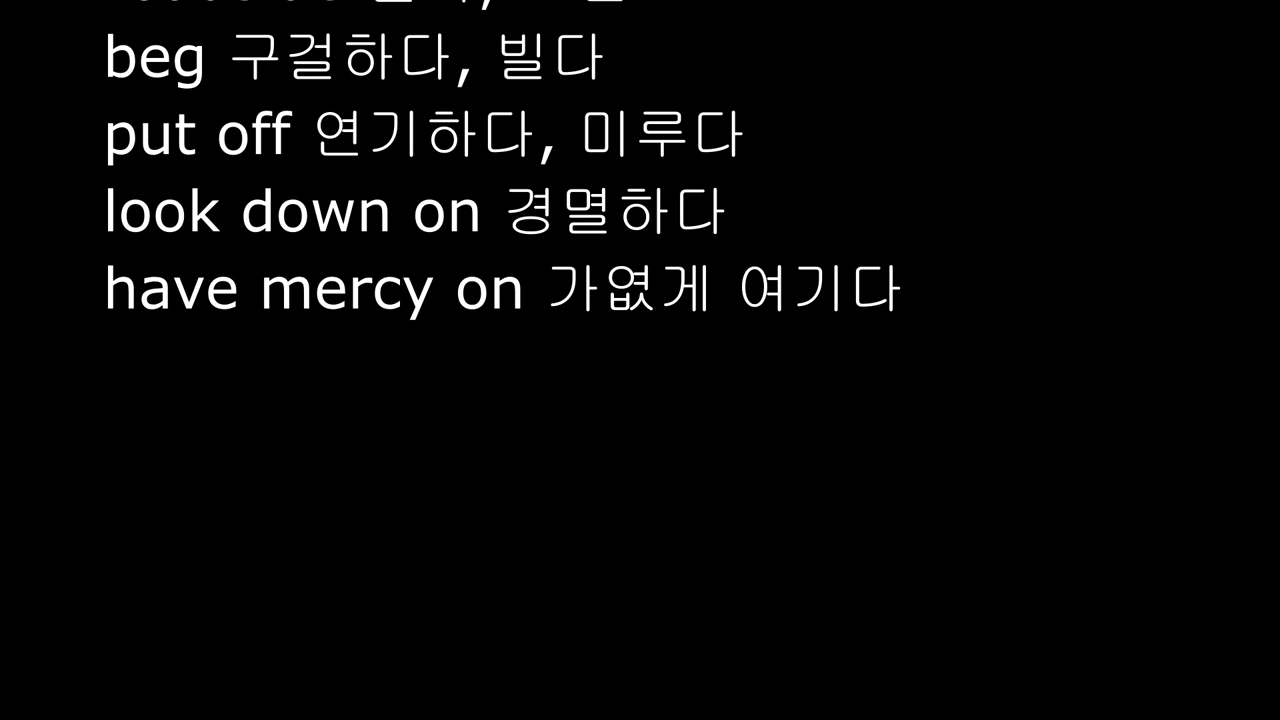 beg 구걸하다, 빌다
put off 연기하다, 미루다
look down on 경멸하다
have mercy on 가엾게 여기다